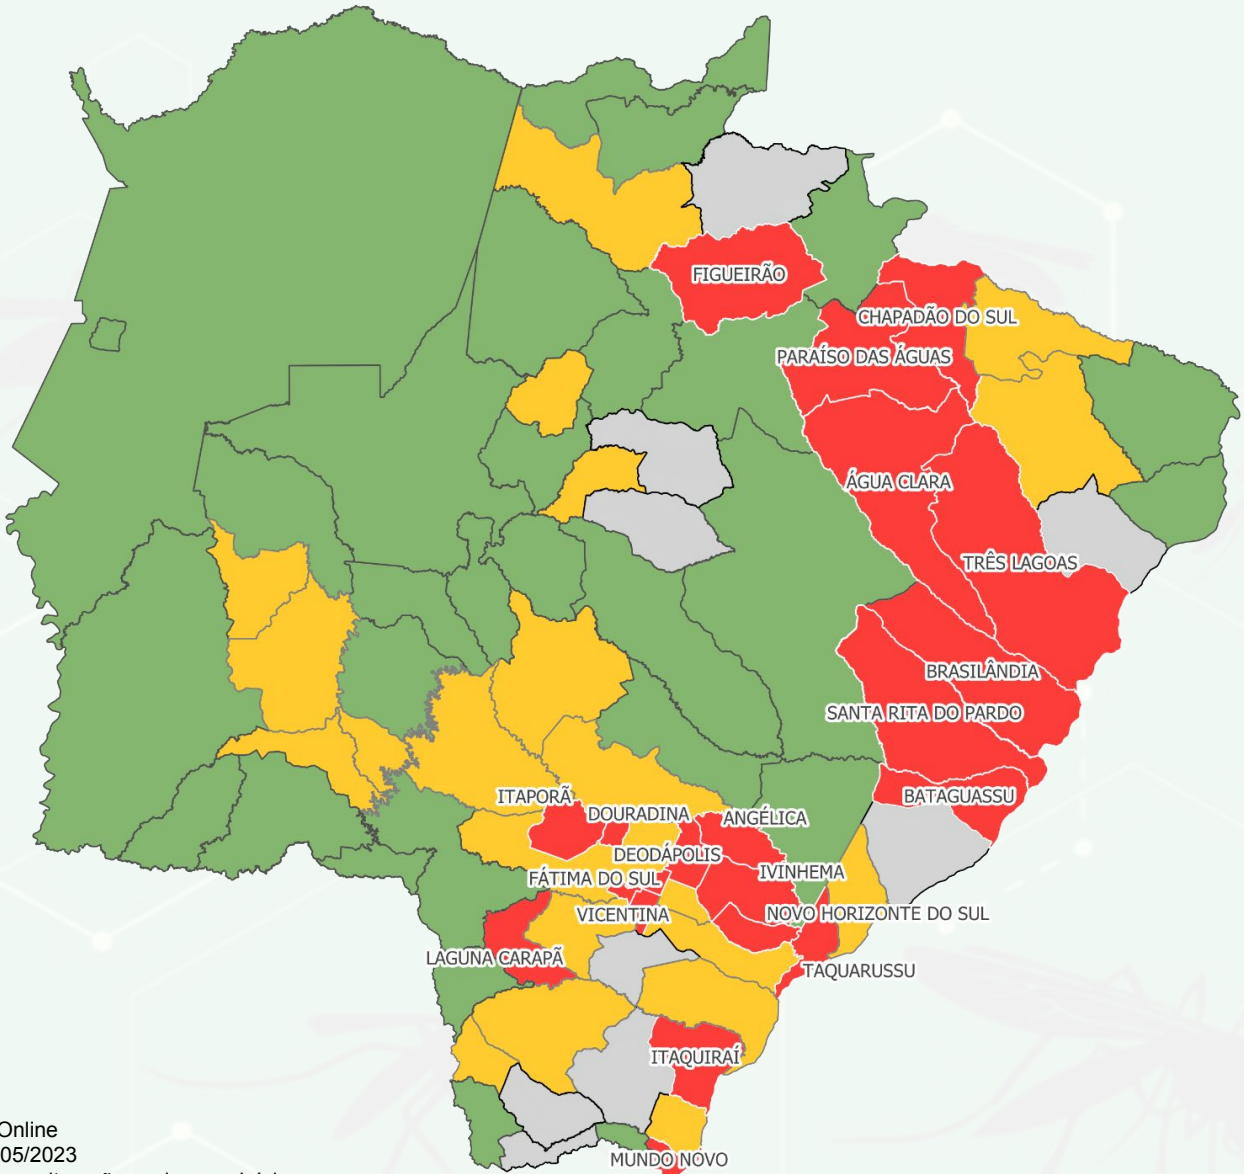 FIGUEIRÃO
CHAPADÃO DO SUL
PARAÍSO DAS ÁGUAS
ÁGUA CLARA
TRÊS LAGOAS
BRASILÂNDIA
SANTA RITA DO PARDO
BATAGUASSU
ITAPORÃ
DOURADINA
ANGÉLICA
DEODÁPOLIS
IVINHEMA
FÁTIMA DO SUL
VICENTINA
NOVO HORIZONTE DO SUL
LAGUNA CARAPÃ
TAQUARUSSU
ITAQUIRAÍ
Online
05/2023
MUNDO NOVO